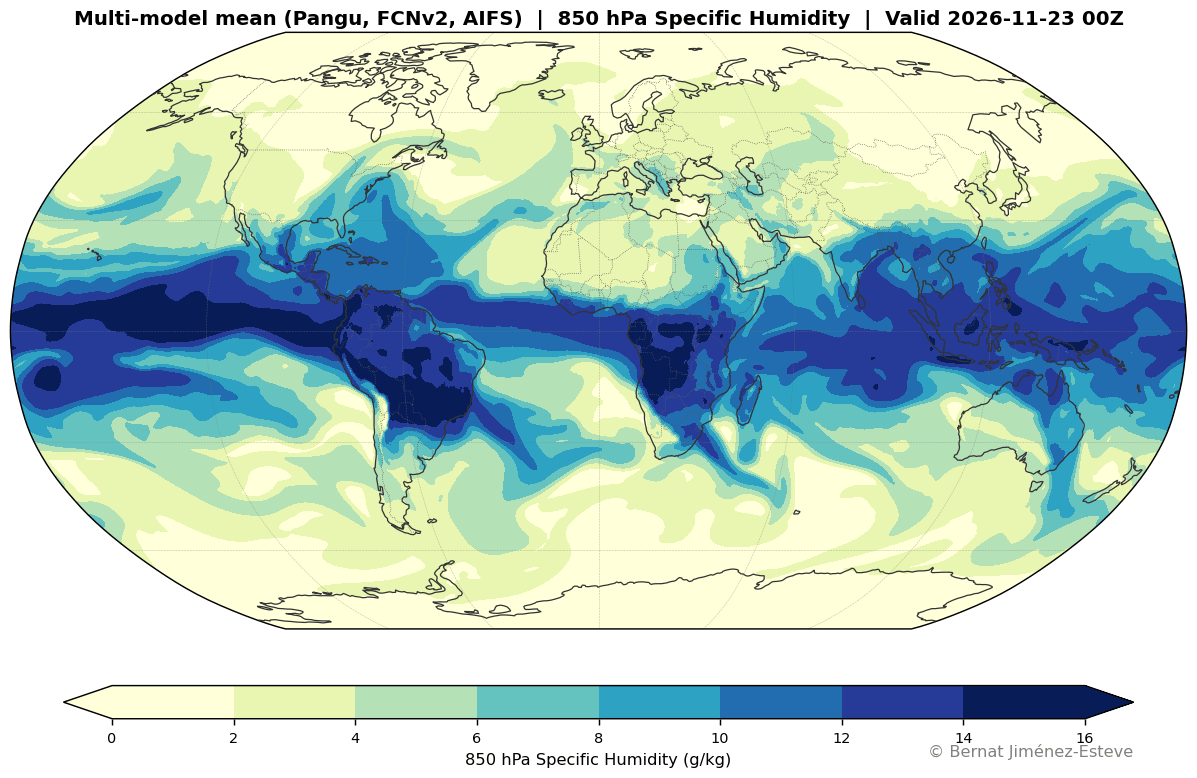 Multi-model mean (Pangu, FCNv2, AIFS)  |  850 hPa Specific Humidity  |  Valid 2026-11-23 00Z
0 2 4 6 8 10 12 14 16
© Bernat Jiménez-Esteve
850 hPa Specific Humidity (g/kg)